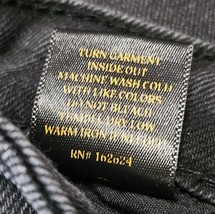 TURN GARMENT
INSIDE OUT
MACHINE WASH COLD
WITH LIKE COLORS
DO NOT BLEACH
TUMBLE DRY LOW
WARM IRON IF NEEDED
RN# 162624